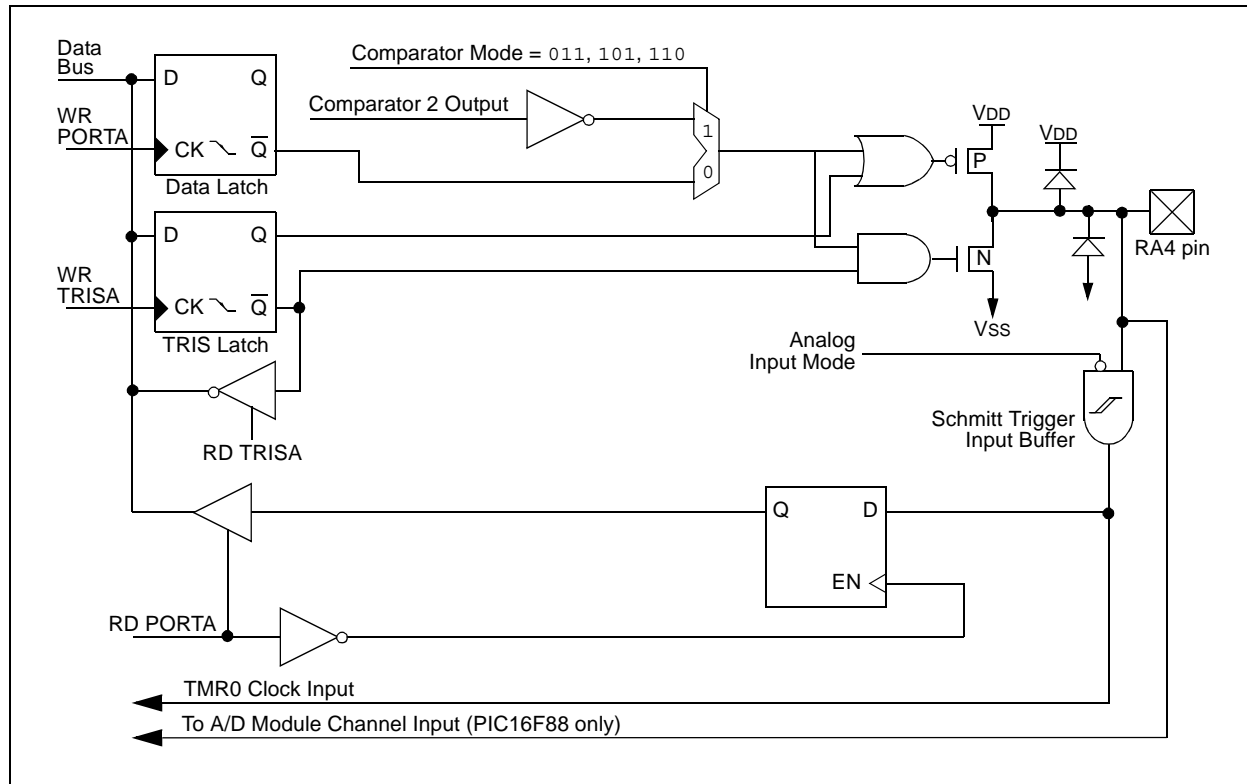 Data
Bus
D
Q
WR
PORTA
CK
Q
Data Latch
Comparator Mode = 011, 101, 110
Comparator 2 Output
1
0
D
Q
WR
TRISA
CK
Q
TRIS Latch
RD TRISA
VDD
P
VDD
N
VSS
RA4 pin
Analog
Input Mode
Schmitt Trigger
Input Buffer
Q
D
EN
RD PORTA
TMR0 Clock Input
To A/D Module Channel Input (PIC16F88 only)